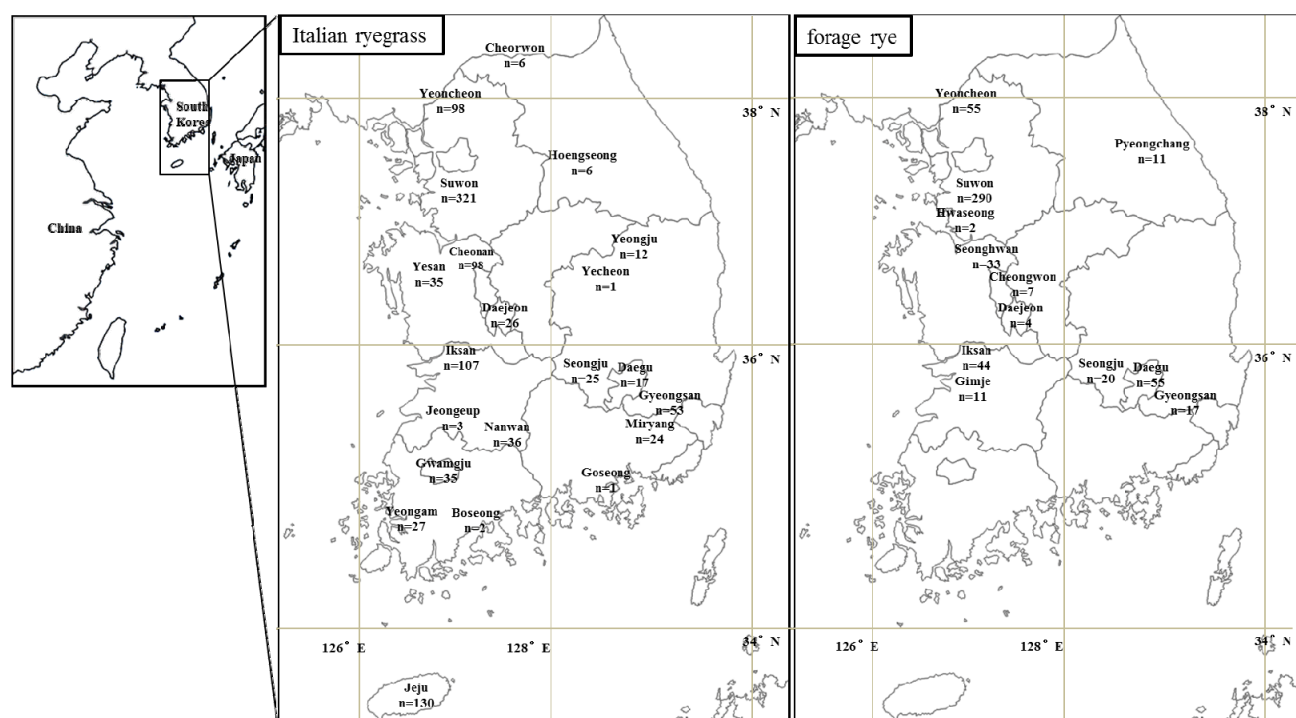 South
Korea
Japan
China
Italian ryegrass
Cheorwon
n=6
Yeoncheon
n=98
38° N
Hoengseong
n=6
Suwon
n=321
Yeongju
n=12
Cheonan
n=98
Yesan
n=35
Yecheon
n=1
Daejeon
n=26
36° N
Iksan
n=107
Seongju
n=25
Daegu
n=17
Gyeongsan
n=53
Jeongeup
n=3
Nanwan
n=36
Miryang
n=24
Gwamgju
n=35
Goseong
n=1
Yeongam
n=27
Boseong
n=2
34° N
126° E
128° E
Jeju
n=130
forage rye
Yeoncheon
n=55
38° N
Pyeongchang
n=11
Suwon
n=290
Hwaseong
n=2
Seonghwan
n=33
Cheongwon
n=7
Daejeon
n=4
36° N
Iksan
n=44
Seongju
n=20
Daegu
n=55
Gimje
n=11
Gyeongsan
n=17
34° N
126° E
128° E